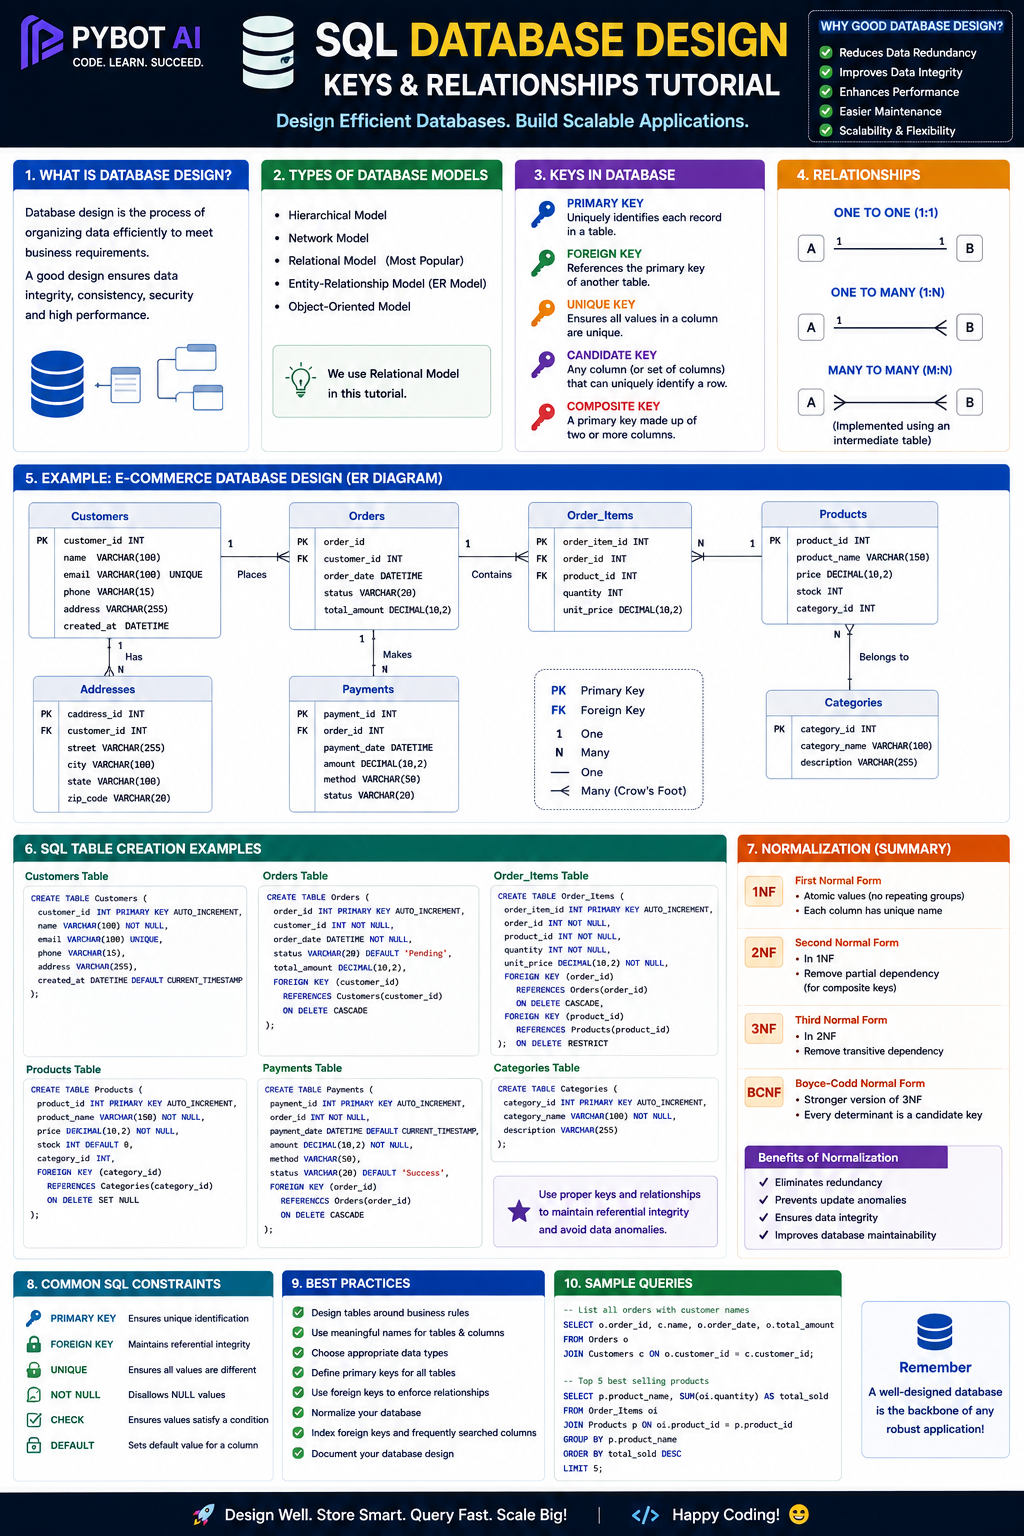 PYBOT AI
CODE. LEARN. SUCCEED.
SQL DATABASE DESIGN
KEYS & RELATIONSHIPS TUTORIAL
Design Efficient Databases. Build Scalable Applications.
WHY GOOD DATABASE DESIGN?
Reduces Data Redundancy
Improves Data Integrity
Enhances Performance
Easier Maintenance
Scalability & Flexibility
1. WHAT IS DATABASE DESIGN?
Database design is the process of
organizing data efficiently to meet
business requirements.
A good design ensures data
integrity, consistency, security
and high performance.
2. TYPES OF DATABASE MODELS
• Hierarchical Model
• Network Model
• Relational Model (Most Popular)
• Entity-Relationship Model (ER Model)
• Object-Oriented Model
We use Relational Model
in this tutorial.
3. KEYS IN DATABASE
PRIMARY KEY
Uniquely identifies each record
in a table.
FOREIGN KEY
References the primary key
of another table.
UNIQUE KEY
Ensures all values in a column
are unique.
CANDIDATE KEY
Any column (or set of columns)
that can uniquely identify a row.
COMPOSITE KEY
A primary key made up of
two or more columns.
4. RELATIONSHIPS
ONE TO ONE (1:1)
A 1 1 B
ONE TO MANY (1:N)
A 1 B
MANY TO MANY (M:N)
A B
(Implemented using an
intermediate table)
5. EXAMPLE: E-COMMERCE DATABASE DESIGN (ER DIAGRAM)
Customers
PK customer_id INT
name VARCHAR(100)
email VARCHAR(100) UNIQUE
phone VARCHAR(15)
address VARCHAR(255)
created_at DATETIME
1
Places
Orders
PK order_id
FK customer_id INT
order_date DATETIME
status VARCHAR(20)
total_amount DECIMAL(10,2)
1
Contains
Order_Items
PK order_item_id INT
FK order_id INT
FK product_id INT
quantity INT
unit_price DECIMAL(10,2)
N 1
Products
PK product_id INT
product_name VARCHAR(150)
price DECIMAL(10,2)
stock INT
category_id INT
1
Has
N
1
Makes
N
N
Belongs to
Addresses
PK caddress_id INT
FK customer_id INT
street VARCHAR(255)
city VARCHAR(100)
state VARCHAR(100)
zip_code VARCHAR(20)
Payments
PK payment_id INT
FK order_id INT
payment_date DATETIME
amount DECIMAL(10,2)
method VARCHAR(50)
status VARCHAR(20)
PK Primary Key
FK Foreign Key
1 One
N Many
One
Many (Crow's Foot)
Categories
PK category_id INT
category_name VARCHAR(100)
description VARCHAR(255)
6. SQL TABLE CREATION EXAMPLES
Customers Table
CREATE TABLE Customers (
customer_id INT PRIMARY KEY AUTO_INCREMENT,
name VARCHAR(100) NOT NULL,
email VARCHAR(100) UNIQUE,
phone VARCHAR(15),
address VARCHAR(255),
created_at DATETIME DEFAULT CURRENT_TIMESTAMP
);
Orders Table
CREATE TABLE Orders (
order_id INT PRIMARY KEY AUTO_INCREMENT,
customer_id INT NOT NULL,
order_date DATETIME NOT NULL,
status VARCHAR(20) DEFAULT 'Pending',
total_amount DECIMAL(10,2),
FOREIGN KEY (customer_id)
REFERENCES Customers(customer_id)
ON DELETE CASCADE
);
Order_Items Table
CREATE TABLE Order_Items (
order_item_id INT PRIMARY KEY AUTO_INCREMENT,
order_id INT NOT NULL,
product_id INT NOT NULL,
quantity INT NOT NULL,
unit_price DECIMAL(10,2) NOT NULL,
FOREIGN KEY (order_id)
REFERENCES Orders(order_id)
ON DELETE CASCADE,
FOREIGN KEY (product_id)
REFERENCES Products(product_id)
); ON DELETE RESTRICT
Products Table
CREATE TABLE Products (
product_id INT PRIMARY KEY AUTO_INCREMENT,
product_name VARCHAR(150) NOT NULL,
price DECIMAL(10,2) NOT NULL,
stock INT DEFAULT 0,
category_id INT,
FOREIGN KEY (category_id)
REFERENCES Categories(category_id)
ON DELETE SET NULL
);
Payments Table
CREATE TABLE Payments (
payment_id INT PRIMARY KEY AUTO_INCREMENT,
order_id INT NOT NULL,
payment_date DATETIME DEFAULT CURRENT_TIMESTAMP,
amount DECIMAL(10,2) NOT NULL,
method VARCHAR(50),
status VARCHAR(20) DEFAULT 'Success',
FOREIGN KEY (order_id)
REFERENCCS Orders(order_id)
ON DELETE CASCADE
);
Categories Table
CREATE TABLE Categories (
category_id INT PRIMARY KEY AUTO_INCREMENT,
category_name VARCHAR(100) NOT NULL,
description VARCHAR(255)
);
Use proper keys and relationships
to maintain referential integrity
and avoid data anomalies.
7. NORMALIZATION (SUMMARY)
1NF
First Normal Form
• Atomic values (no repeating groups)
• Each column has unique name
2NF
Second Normal Form
• In 1NF
• Remove partial dependency
(for composite keys)
3NF
Third Normal Form
• In 2NF
• Remove transitive dependency
BCNF
Boyce-Codd Normal Form
• Stronger version of 3NF
• Every determinant is a candidate key
Benefits of Normalization
Eliminates redundancy
Prevents update anomalies
Ensures data integrity
Improves database maintainability
8. COMMON SQL CONSTRAINTS
PRIMARY KEY Ensures unique identification
FOREIGN KEY Maintains referential integrity
UNIQUE Ensures all values are different
NOT NULL Disallows NULL values
CHECK Ensures values satisfy a condition
DEFAULT Sets default value for a column
9. BEST PRACTICES
Design tables around business rules
Use meaningful names for tables & columns
Choose appropriate data types
Define primary keys for all tables
Use foreign keys to enforce relationships
Normalize your database
Index foreign keys and frequently searched columns
Document your database design
10. SAMPLE QUERIES
-- List all orders with customer names
SELECT o.order_id, c.name, o.order_date, o.total_amount
FROM Orders o
JOIN Customers c ON o.customer_id = c.customer_id;
-- Top 5 best selling products
SELECT p.product_name, SUM(oi.quantity) AS total_sold
FROM Order_Items oi
JOIN Products p ON oi.product_id = p.product_id
GROUP BY p.product_name
ORDER BY total_sold DESC
LIMIT 5;
Remember
A well-designed database
is the backbone of any
robust application!
Design Well. Store Smart. Query Fast. Scale Big! | </> Happy Coding!